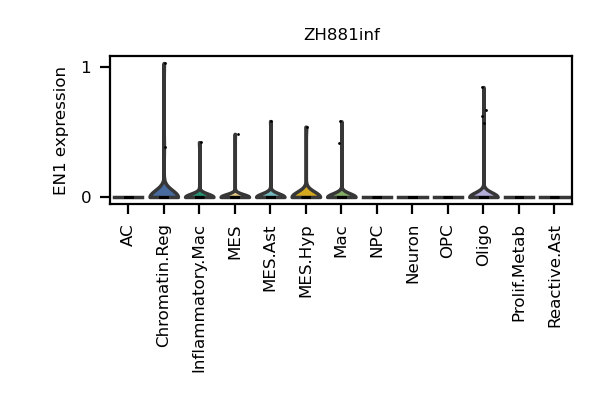 ZH881inf
EN1 expression
1
0
AC
Chromatin.Reg
Inflammatory.Mac
MES
MES.Ast
MES.Hyp
Mac
NPC
Neuron
OPC
Oligo
Prolif.Metab
Reactive.Ast